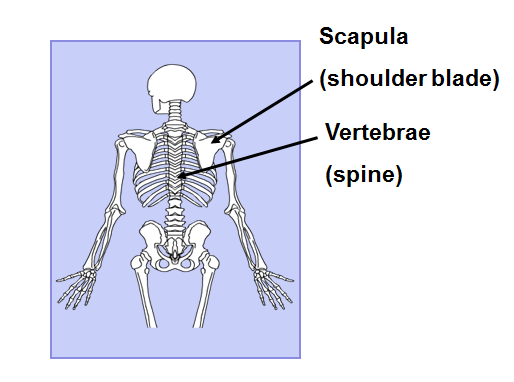 Scapula
(shoulder blade)
Vertebrae
(spine)